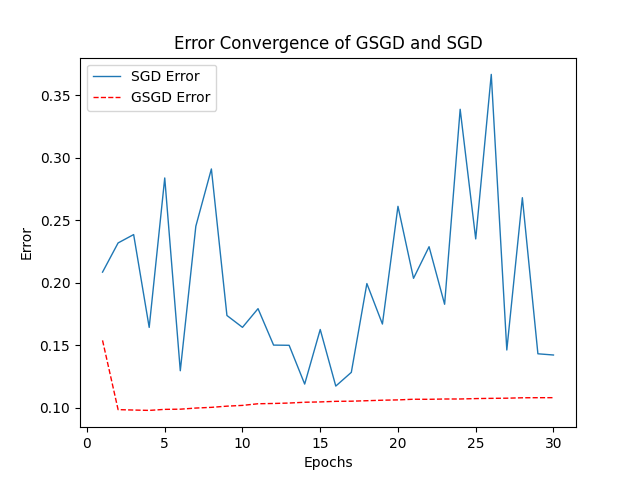 Error Convergence of GSGD and SGD
SGD Error
GSGD Error
0.35
0.30
0.25
0.20
0.15
0.10
Error
0 5 10 15 20 25 30
Epochs